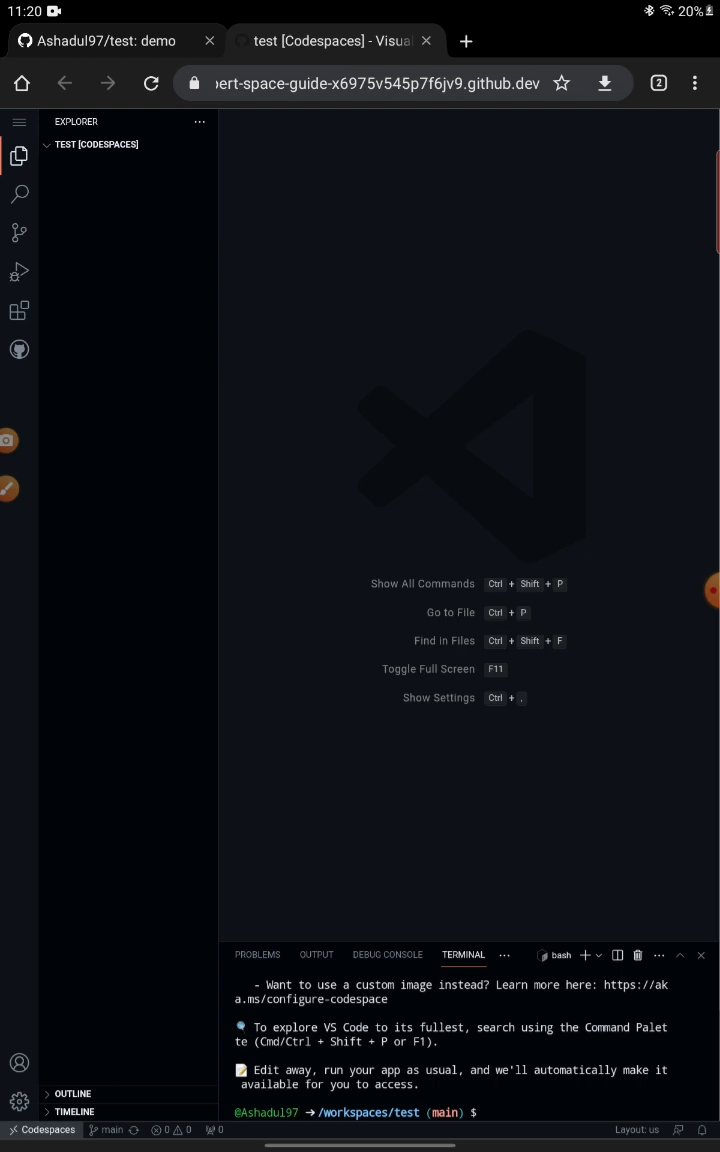 11:20
20%
Ashadul97/test: demo
test [Codespaces] - Visua
pert-space-guide-x6975v545p7f6jv9.github.dev
2
EXPLORER
TEST [CODESPACES]
Show All Commands Ctrl + Shift + P
Go to File Ctrl + P
Find in Files Ctrl + Shift + F
Toggle Full Screen F11
Show Settings Ctrl + ,
PROBLEMS OUTPUT DEBUG CONSOLE TERMINAL bash
- Want to use a custom image instead? Learn more here: https://ak
a.ms/configure-codespace
To explore VS Code to its fullest, search using the Command Palet
te (Cmd/Ctrl + Shift + P or F1).
Edit away, run your app as usual, and we'll automatically make it
available for you to access.
@Ashadul97 ➜ /workspaces/test (main) $
OUTLINE
TIMELINE
Codespaces main 0 0 0 Layout: us